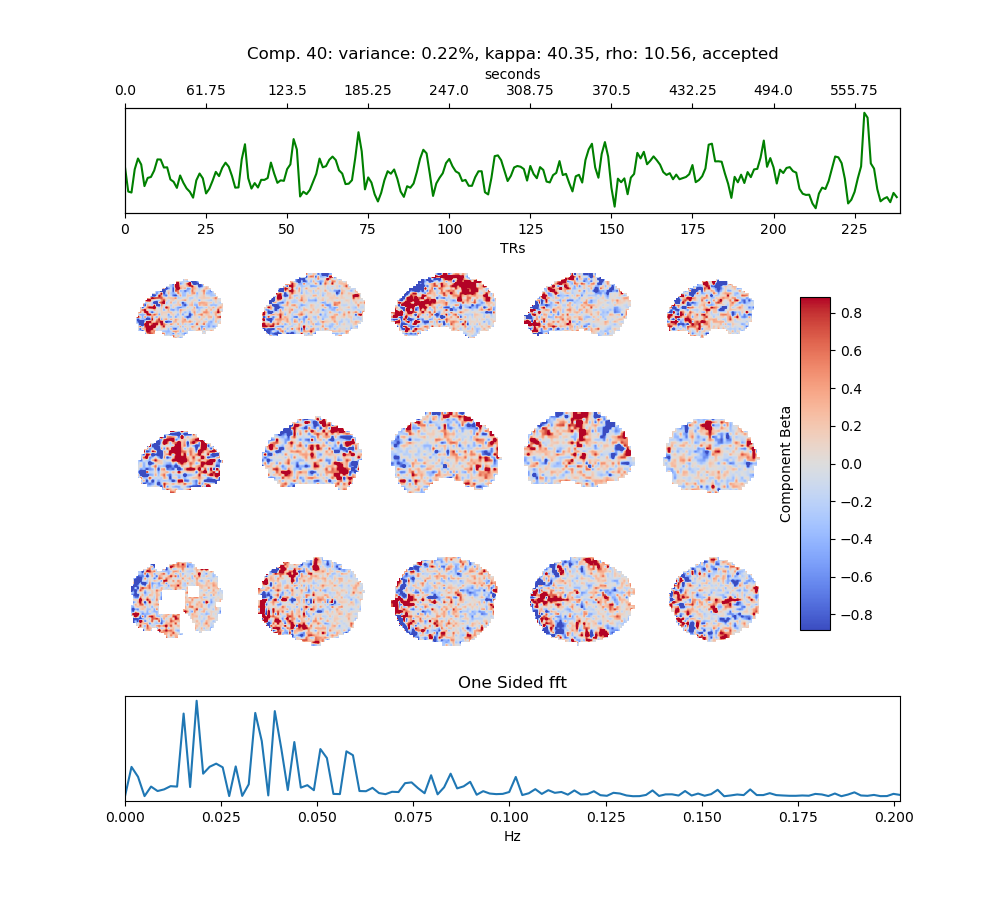 Comp. 40: variance: 0.22%, kappa: 40.35, rho: 10.56, accepted
seconds
0.0 61.75 123.5 185.25 247.0 308.75 370.5 432.25 494.0 555.75
0 25 50 75 100 125 150 175 200 225
TRs
0.8
0.6
0.4
0.2
0.0
−0.2
−0.4
−0.6
−0.8
Component Beta
One Sided fft
0.000 0.025 0.050 0.075 0.100 0.125 0.150 0.175 0.200
Hz